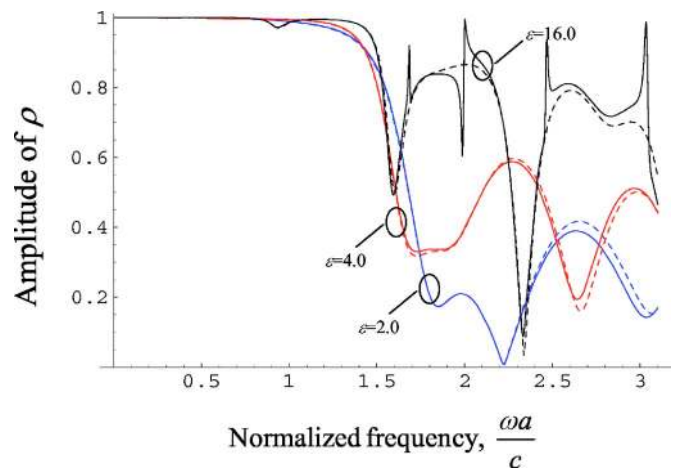 1
0.8
0.6
0.4
0.2
Amplitude of ρ
ε=16.0
ε=4.0
ε=2.0
0.5 1 1.5 2 2.5 3
Normalized frequency, ωa/c